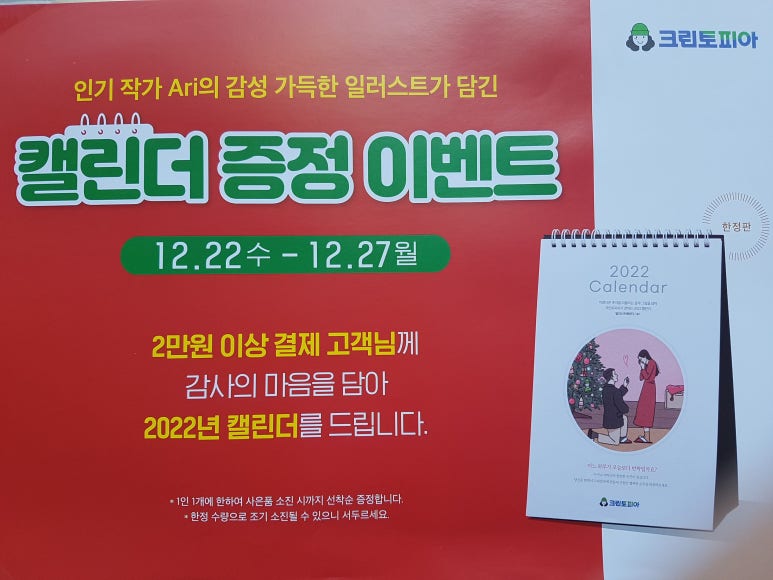 크린토피아
인기 작가 Ari의 감성 가득한 일러스트가 담긴
캘린더 증정 이벤트
12.22수 - 12.27월
한정판
2만원 이상 결제 고객님께
감사의 마음을 담아
2022년 캘린더를 드립니다.
* 1인 1개에 한하여 사은품 소진 시까지 선착순 증정합니다.
* 한정 수량으로 조기 소진될 수 있으니 서두르세요.
2022
Calendar
크린토피아